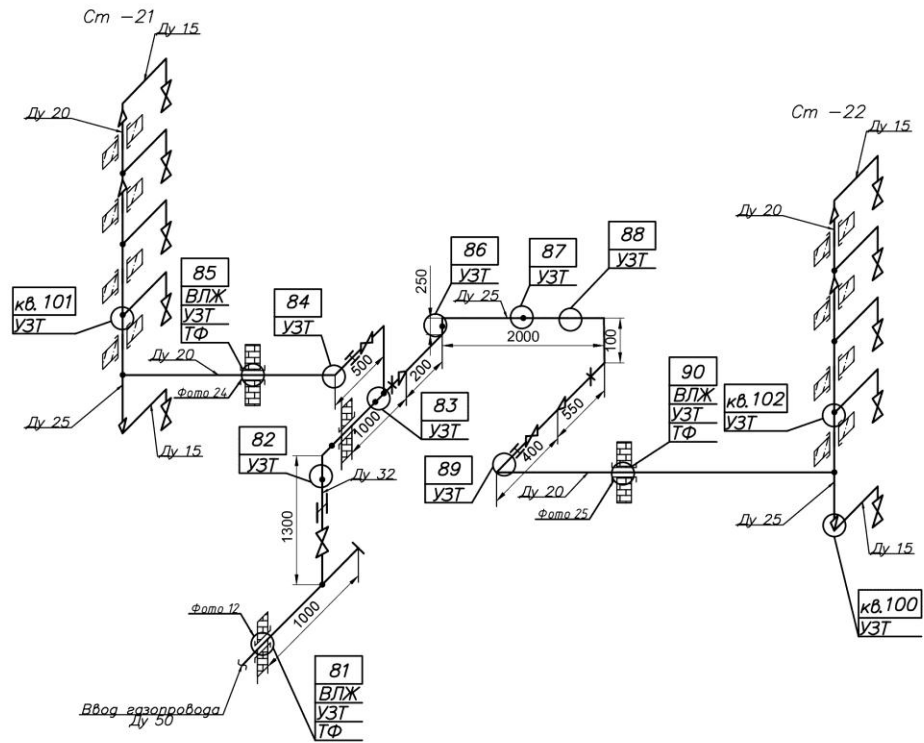 Ст -21
Ду 15
Ду 20
Ст -22
Ду 15
Ду 20
86
УЗТ
87
УЗТ
88
УЗТ
250
Ду 25
2000
100
85
ВЛЖ
УЗТ
ТФ
84
УЗТ
кв. 101
УЗТ
Ду 20
Фото 24
500
200
1000
83
УЗТ
90
ВЛЖ
УЗТ
ТФ
кв. 102
УЗТ
550
400
Ду 25
Ду 15
82
УЗТ
Ду 32
89
УЗТ
Ду 20
Фото 25
Ду 25
Ду 15
1300
1000
Фото 12
кв. 100
УЗТ
81
ВЛЖ
УЗТ
ТФ
Ввод газопровода
Ду 50